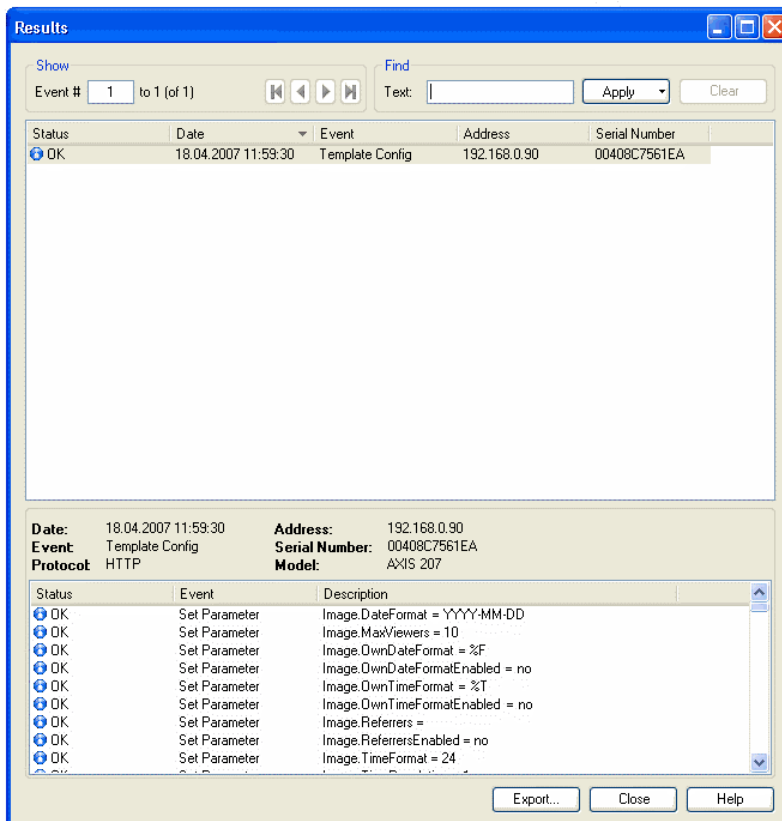 Results
Show
Event # 1 to 1 (of 1)
Find
Text: Apply Clear
Status Date Event Address Serial Number
OK 18.04.2007 11:59:30 Template Config 192.168.0.90 00408C7561EA
Date: 18.04.2007 11:59:30 Address: 192.168.0.90
Event: Template Config Serial Number: 00408C7561EA
Protocol: HTTP Model: AXIS 207
Status Event Description
OK Set Parameter Image.DateFormat = YYYY-MM-DD
OK Set Parameter Image.MaxViewers = 10
OK Set Parameter Image.OwnDateFormat = %F
OK Set Parameter Image.OwnDateFormatEnabled = no
OK Set Parameter Image.OwnTimeFormat = %T
OK Set Parameter Image.OwnTimeFormatEnabled = no
OK Set Parameter Image.Referrers =
OK Set Parameter Image.ReferrersEnabled = no
OK Set Parameter Image.TimeFormat = 24
Export... Close Help